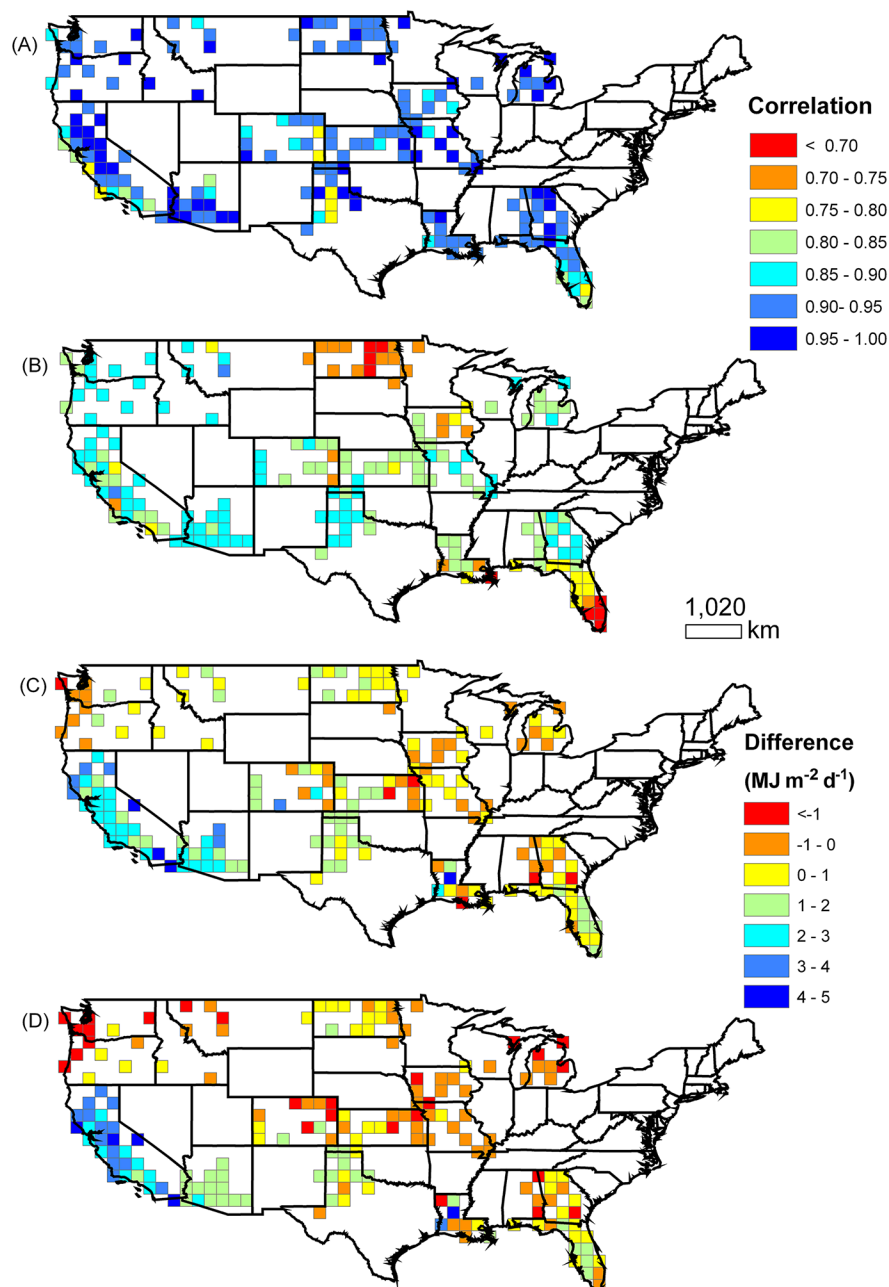 (A)
Correlation
< 0.70
0.70 - 0.75
0.75 - 0.80
0.80 - 0.85
0.85 - 0.90
0.90- 0.95
0.95 - 1.00
(B)
1,020
km
(C)
Difference
(MJ m⁻² d⁻¹)
<-1
-1 - 0
0 - 1
1 - 2
2 - 3
3 - 4
4 - 5
(D)